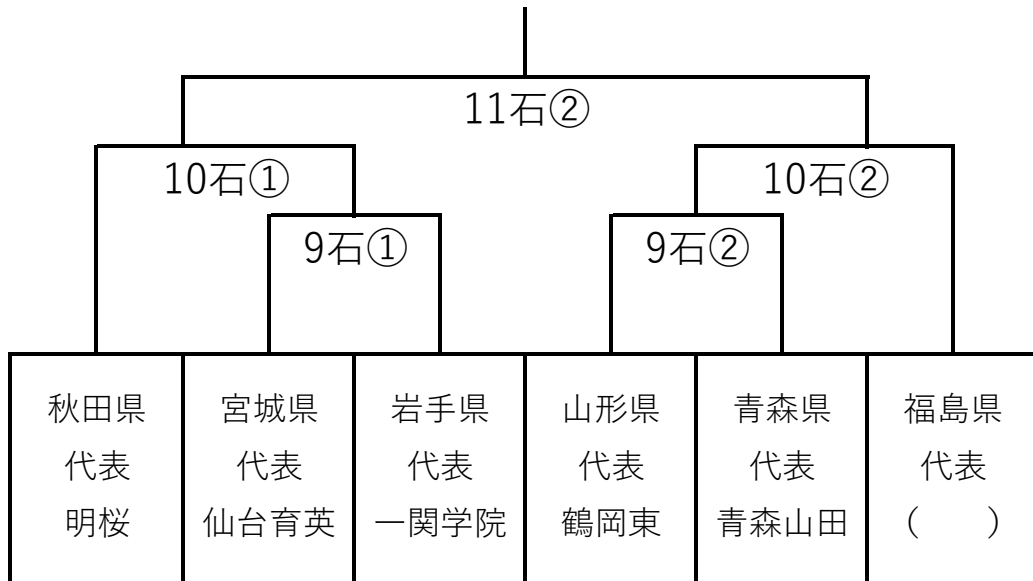 11石②
10石①
10石②
9石①
9石②
秋田県
代表
明桜
宮城県
代表
仙台育英
岩手県
代表
一関学院
山形県
代表
鶴岡東
青森県
代表
青森山田
福島県
代表
(　　)